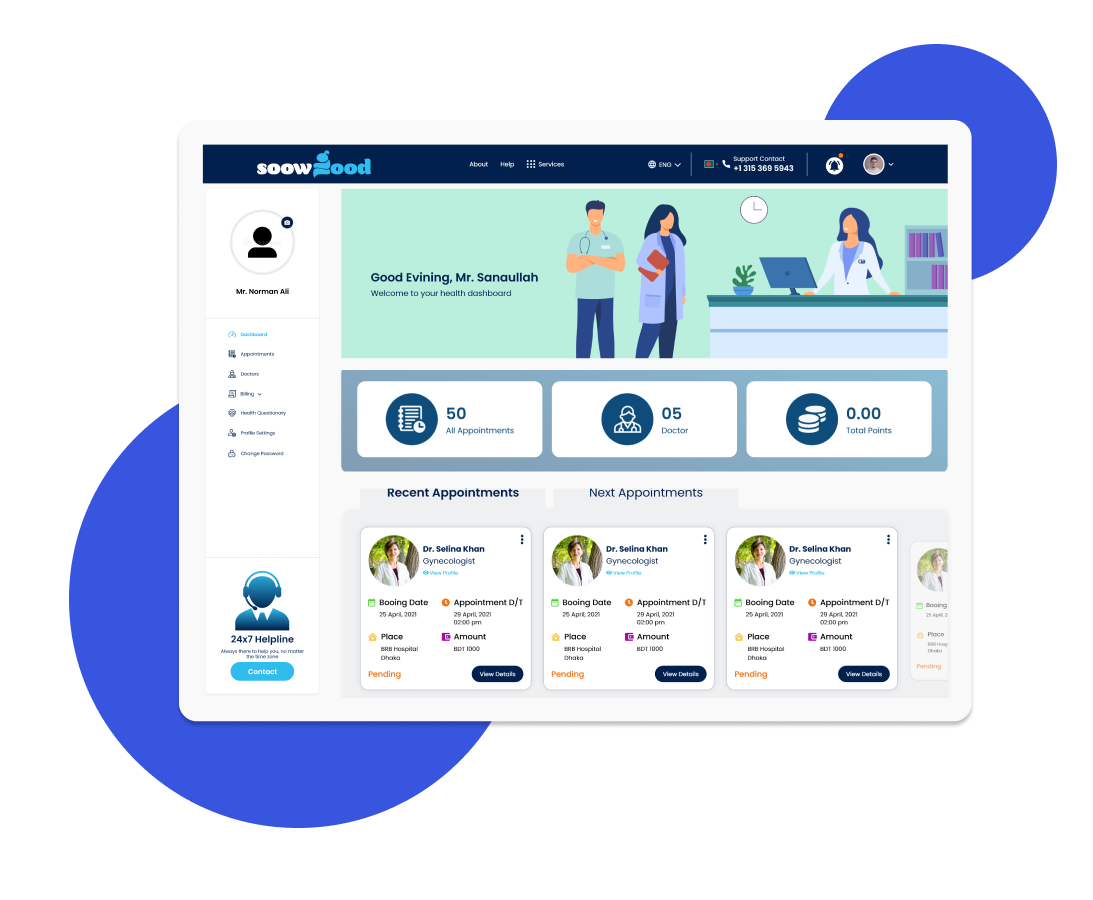 soowgood
About
Help
Services
ENG
Support Contact
+1 315 369 5943
Mr. Norman Ali
Dashboard
Appointments
Doctors
Billing
Health Questionary
Profile Settings
Change Password
24x7 Helpline
Always there to help you, no matter
the time zone
Contact
Good Evining, Mr. Sanaullah
Welcome to your health dashboard
50
All Appointments
05
Doctor
0.00
Total Points
Recent Appointments
Next Appointments
Dr. Selina Khan
Gynecologist
View Profile
Booing Date
25 April, 2021
Appointment D/T
29 April, 2021
02:00 pm
Place
BRB Hospital
Dhaka
Amount
BDT 1000
Pending
View Details
Dr. Selina Khan
Gynecologist
View Profile
Booing Date
25 April, 2021
Appointment D/T
29 April, 2021
02:00 pm
Place
BRB Hospital
Dhaka
Amount
BDT 1000
Pending
View Details
Dr. Selina Khan
Gynecologist
View Profile
Booing Date
25 April, 2021
Appointment D/T
29 April, 2021
02:00 pm
Place
BRB Hospital
Dhaka
Amount
BDT 1000
Pending
View Details
Booing
25 April, 2
Place
BRB Hosp
Dhaka
Pending